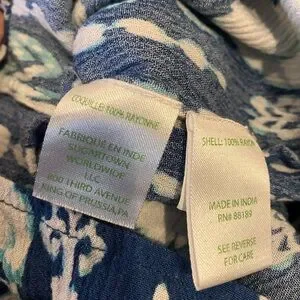 COQUILLE: 100% RAYONNE
FABRIQUÉ EN INDE
SUGARTOWN
WORLDWIDE
LLC
800 THIRD AVENUE
KING OF PRUSSIA, PA
SHELL: 100% RAYON
MADE IN INDIA
RN# 88189
SEE REVERSE
FOR CARE